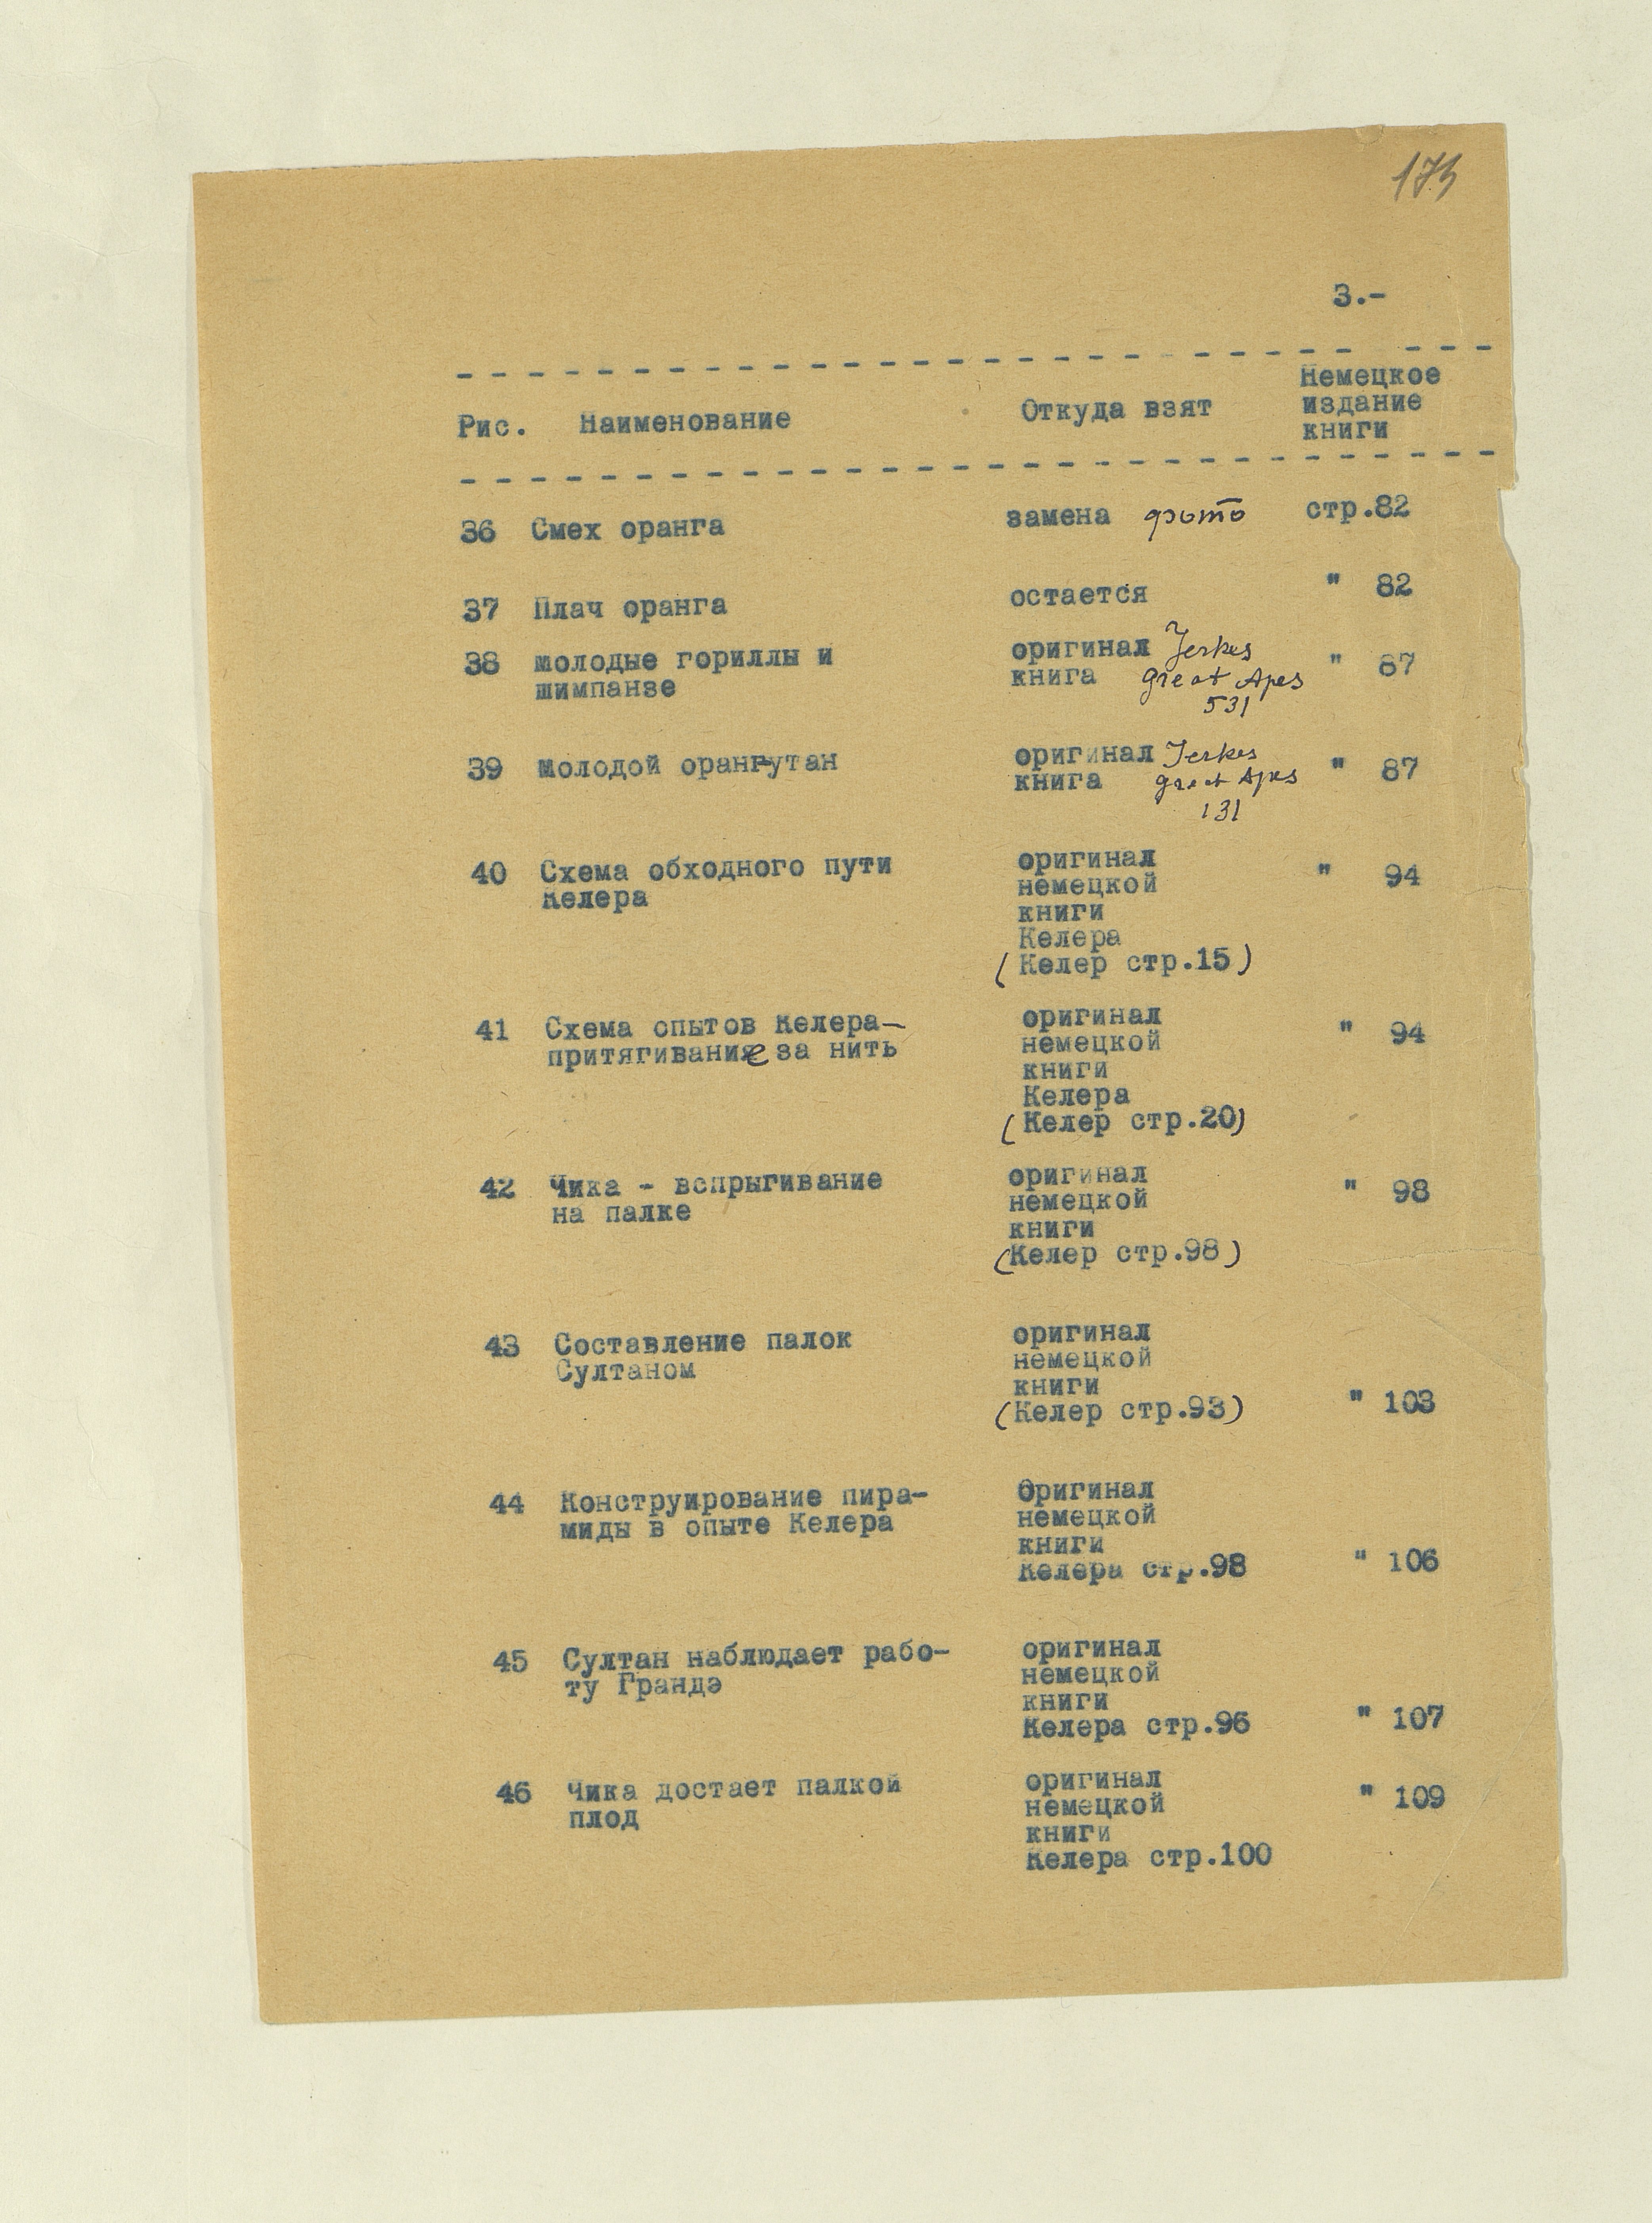 173
3.-
Рис. Наименование Откуда взят Немецкое
издание
книги
36 Смех оранга замена фото стр.82
37 Плач оранга остается " 82
38 Молодые гориллы и оригинал Jerkes " 87
шимпанзе книга great Apes
531
39 Молодой орангутан оригинал Jerkes " 87
книга great Apes
131
40 Схема обходного пути оригинал " 94
Келера немецкой
книги
Келера
(Келер стр.15)
41 Схема опытов Келера— оригинал " 94
притягивание за нить немецкой
книги
Келера
(Келер стр.20)
42 Чика - вспрыгивание оригинал " 98
на палке немецкой
книги
(Келер стр.98)
43 Составление палок оригинал
Султаном немецкой
книги
(Келер стр.93) " 103
44 Конструирование пира- Оригинал
миды в опыте Келера немецкой
книги
Келера стр.98 " 106
45 Султан наблюдает рабо- оригинал
ту Грандэ немецкой
книги
Келера стр.96 " 107
46 Чика достает палкой оригинал " 109
плод немецкой
книги
Келера стр.100